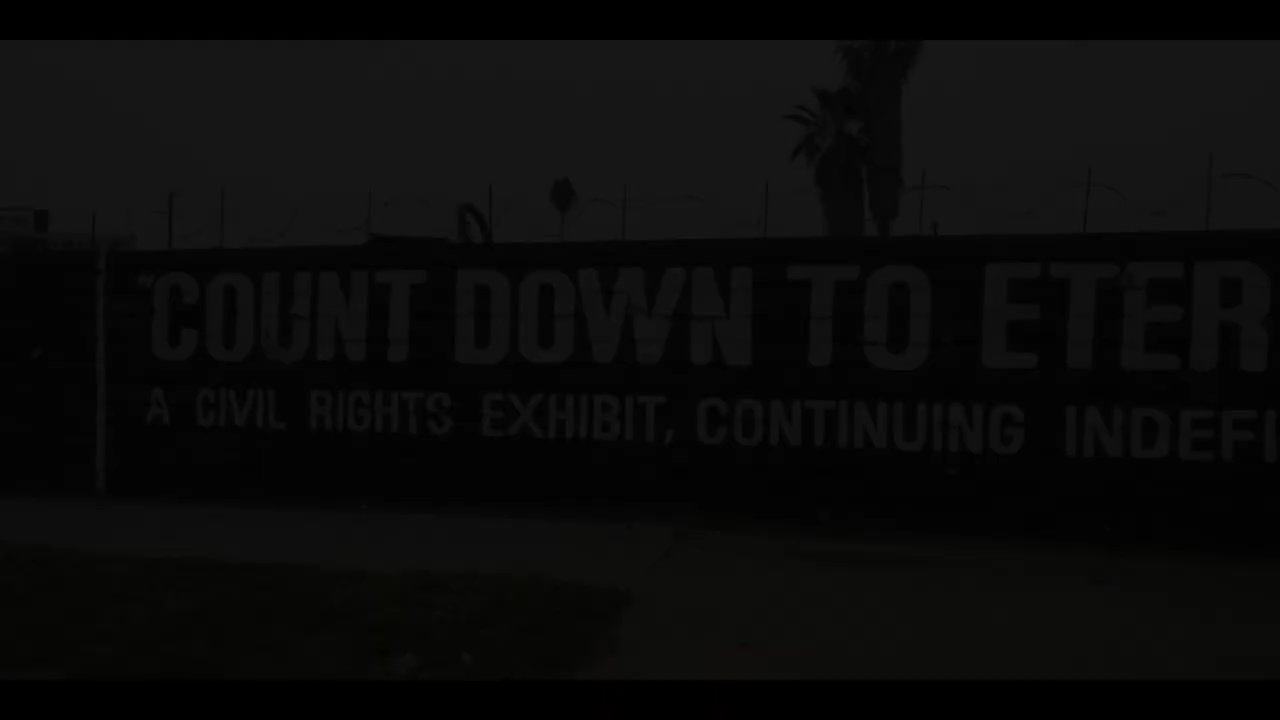 "COUNT DOWN TO ETER
A CIVIL RIGHTS EXHIBIT, CONTINUING INDEFI